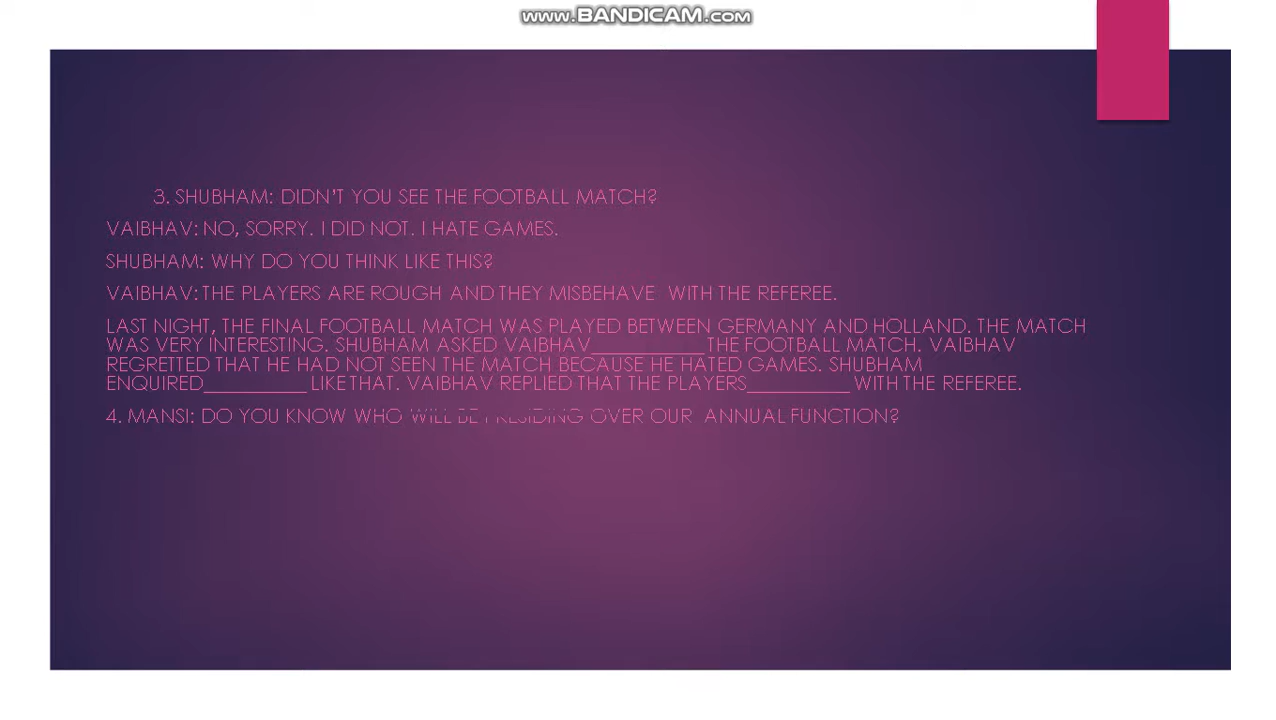 www.BANDICAM.com
3. SHUBHAM: DIDN'T YOU SEE THE FOOTBALL MATCH?
VAIBHAV: NO, SORRY. I DID NOT. I HATE GAMES.
SHUBHAM: WHY DO YOU THINK LIKE THIS?
VAIBHAV: THE PLAYERS ARE ROUGH AND THEY MISBEHAVE WITH THE REFEREE.
LAST NIGHT, THE FINAL FOOTBALL MATCH WAS PLAYED BETWEEN GERMANY AND HOLLAND. THE MATCH
WAS VERY INTERESTING. SHUBHAM ASKED VAIBHAV___________THE FOOTBALL MATCH. VAIBHAV
REGRETTED THAT HE HAD NOT SEEN THE MATCH BECAUSE HE HATED GAMES. SHUBHAM
ENQUIRED__________LIKE THAT. VAIBHAV REPLIED THAT THE PLAYERS__________WITH THE REFEREE.
4. MANSI: DO YOU KNOW WHO WILL BE PRESIDING OVER OUR ANNUAL FUNCTION?